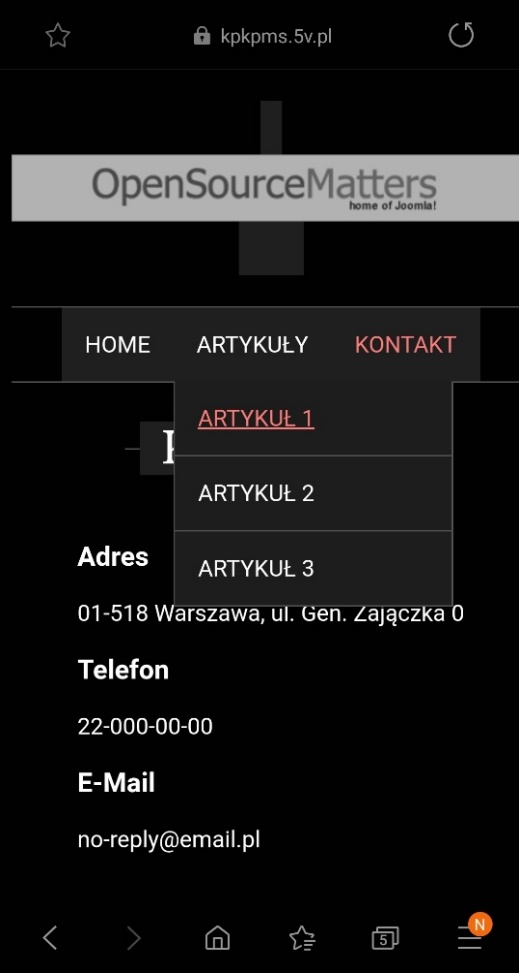 kpkpms.5v.pl
OpenSourceMatters
home of Joomla!
HOME ARTYKUŁY KONTAKT
ARTYKUŁ 1
ARTYKUŁ 2
ARTYKUŁ 3
Adres
01-518 Warszawa, ul. Gen. Zajączka 0
Telefon
22-000-00-00
E-Mail
no-reply@email.pl
5
N